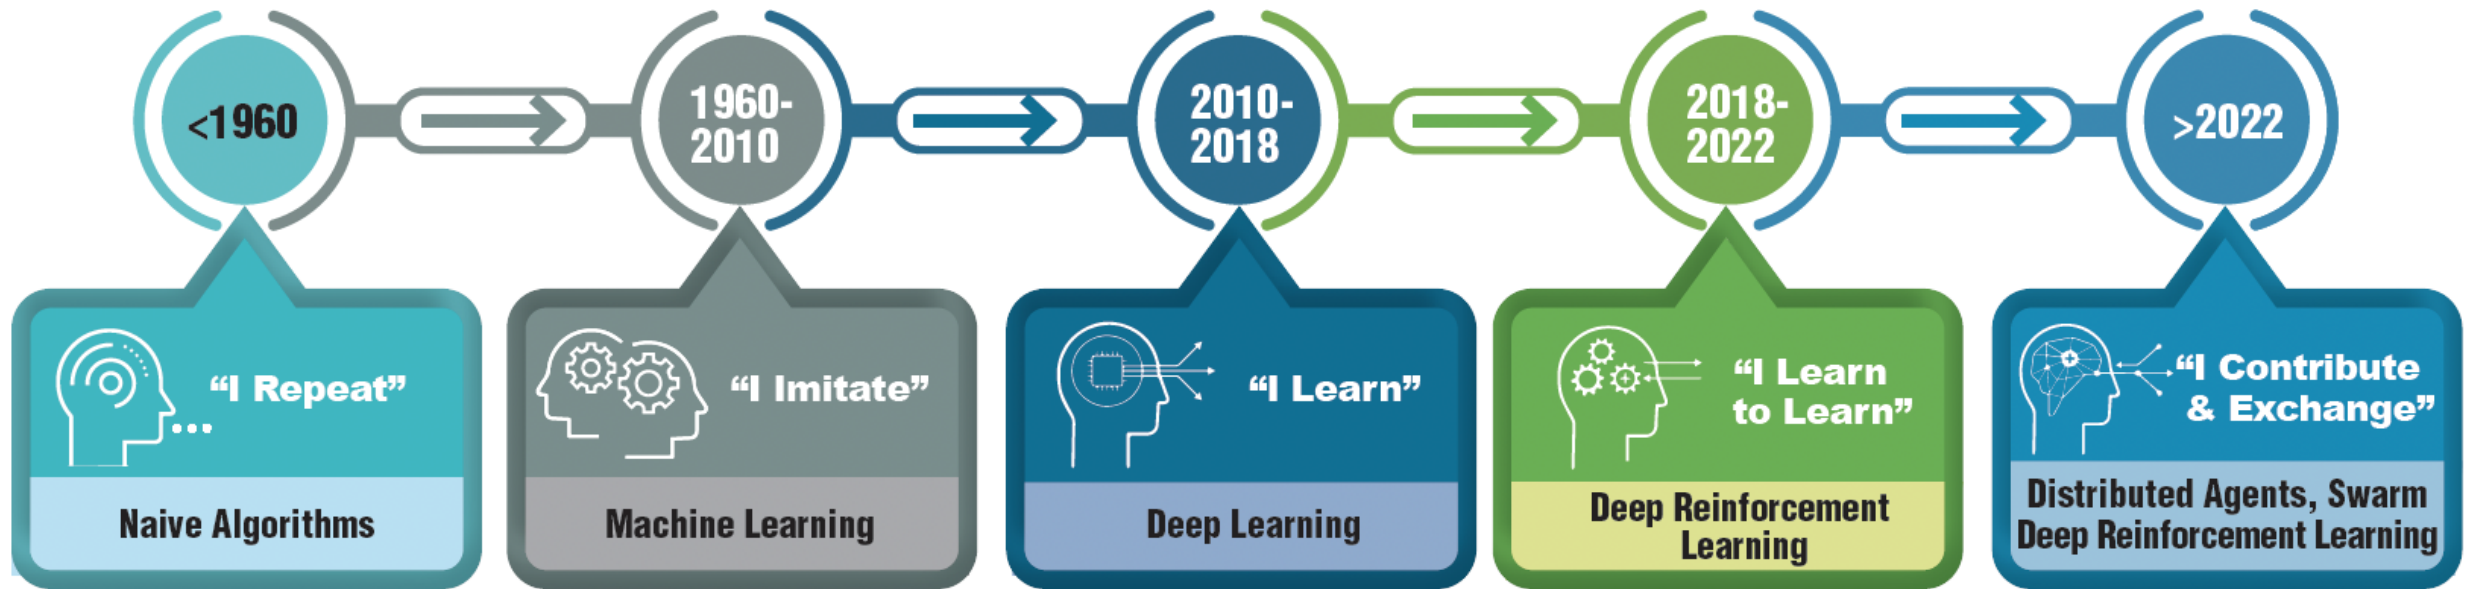 <1960
1960-
2010
2010-
2018
2018-
2022
>2022
“I Repeat”
Naive Algorithms
“I Imitate”
Machine Learning
“I Learn”
Deep Learning
“I Learn
to Learn”
Deep Reinforcement
Learning
“I Contribute
& Exchange”
Distributed Agents, Swarm
Deep Reinforcement Learning